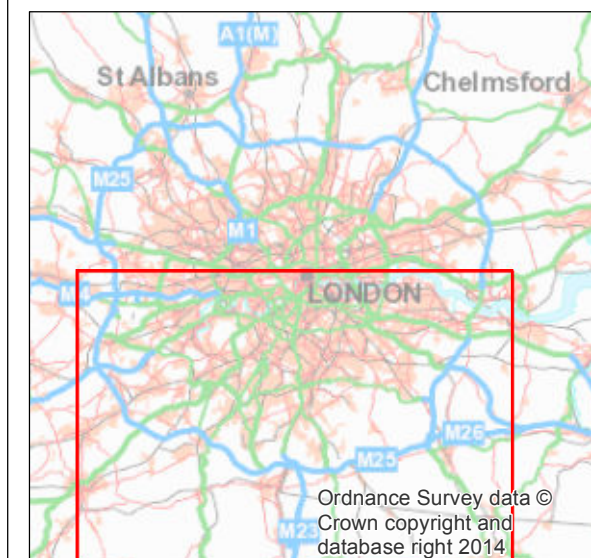 A1(M)
St Albans
Chelmsford
M25
M1
M4
LONDON
M26
M25
M23
Ordnance Survey data ©
Crown copyright and
database right 2014